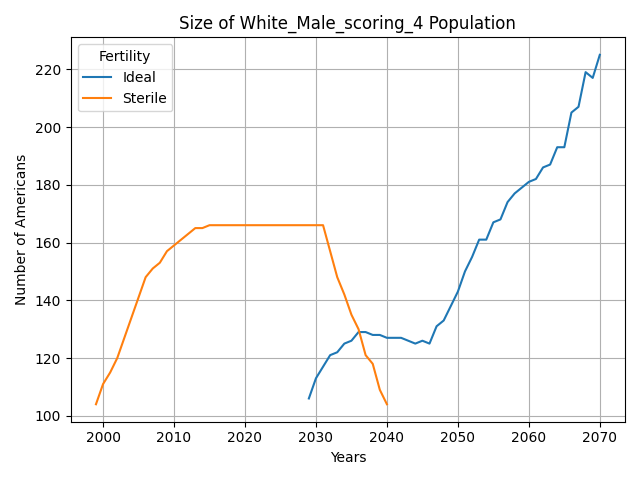 Size of White_Male_scoring_4 Population
Fertility
Ideal
Sterile
Number of Americans
220
200
180
160
140
120
100
2000 2010 2020 2030 2040 2050 2060 2070
Years